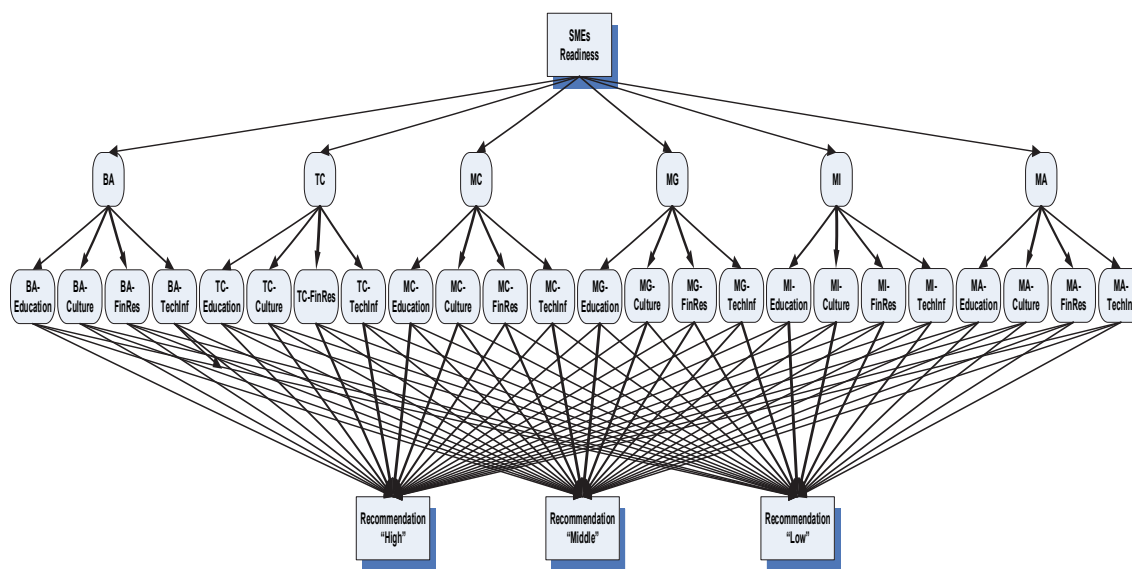 SMEs
Readiness
BA
TC
MC
MG
MI
MA
BA-
Education
BA-
Culture
BA-
FinRes
BA-
TechInf
TC-
Education
TC-
Culture
TC-FinRes
TC-
TechInf
MC-
Education
MC-
Culture
MC-
FinRes
MC-
TechInf
MG-
Education
MG-
Culture
MG-
FinRes
MG-
TechInf
MI-
Education
MI-
Culture
MI-
FinRes
MI-
TechInf
MA-
Education
MA-
Culture
MA-
FinRes
MA-
TechInf
Recommendation
“High”
Recommendation
“Middle”
Recommendation
“Low”